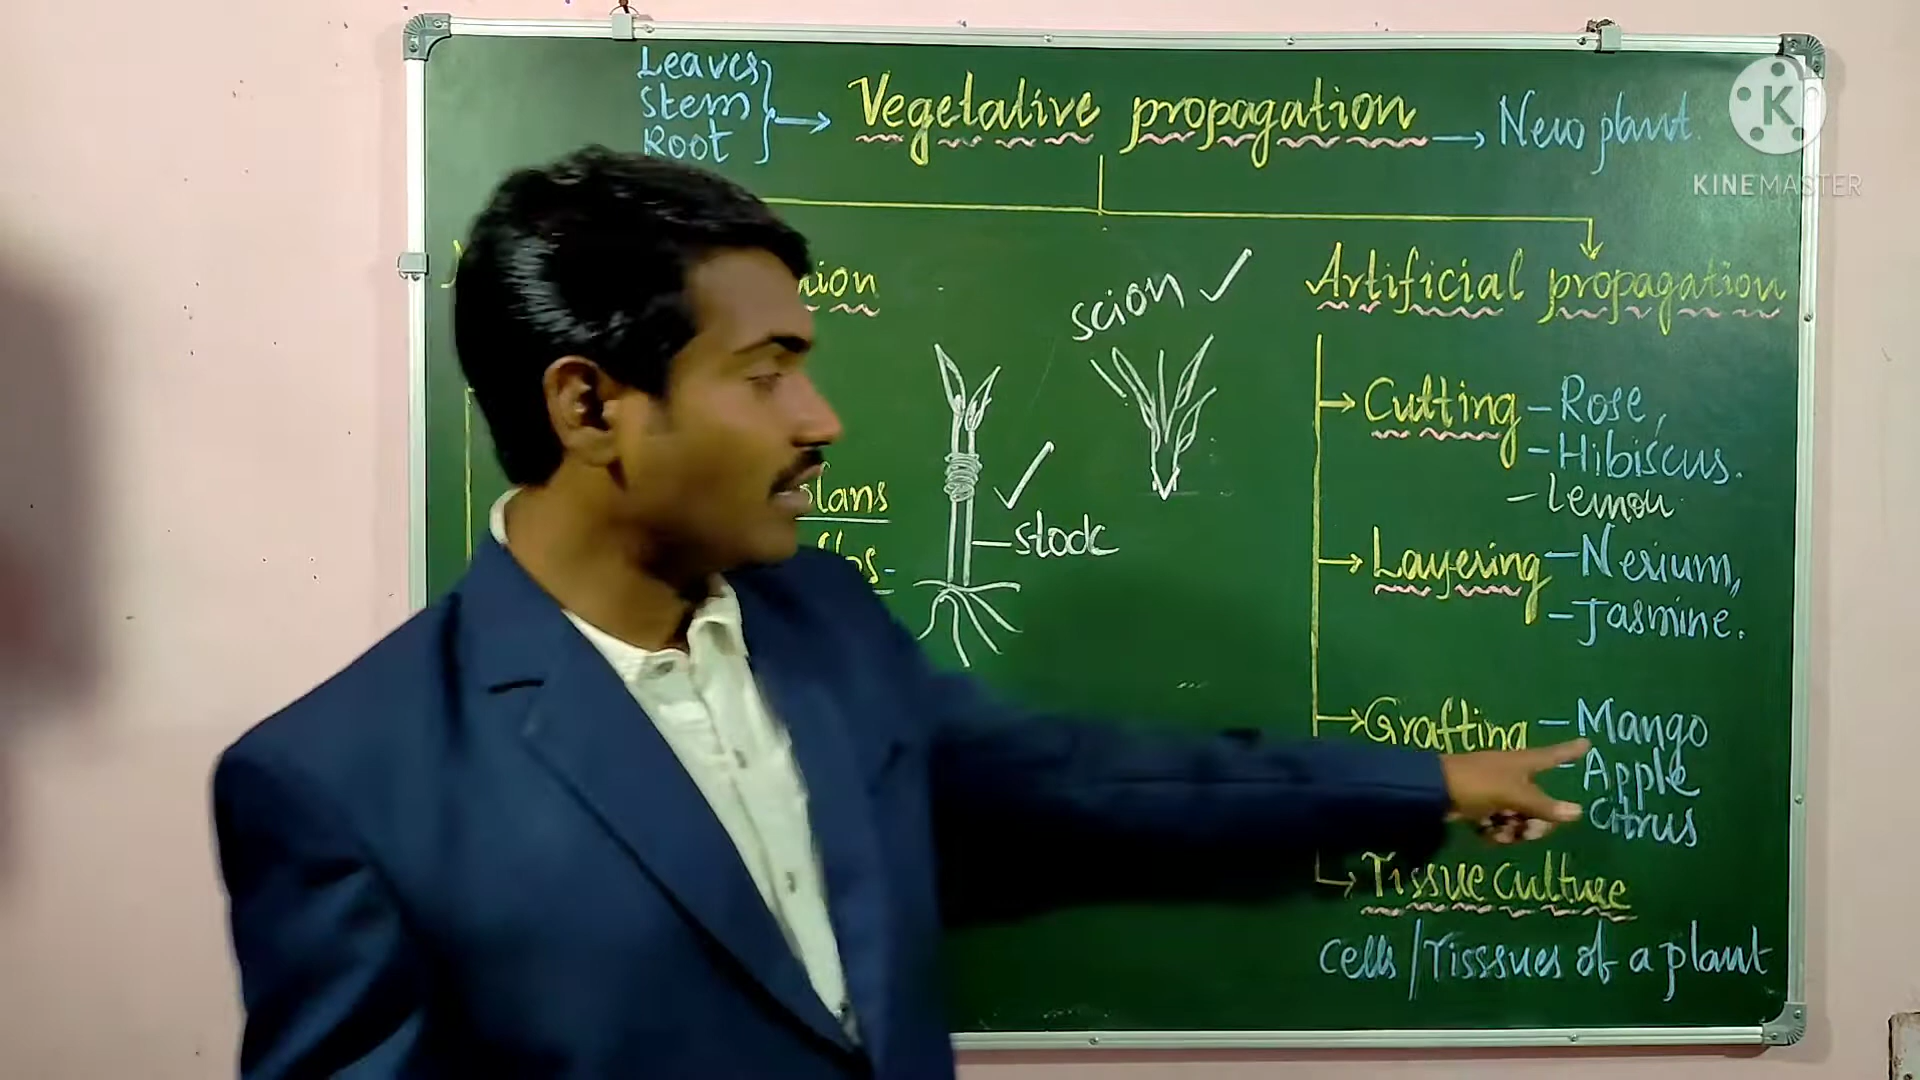 Leaves
Stem
Root
Vegetative propagation
New plant.
KINEMASTER
scion
Artificial propagation
Cutting - Rose,
- Hibiscus.
- Lemon
stock
Layering - Nerium,
- Jasmine.
Grafting - Mango
- Apple
Citrus
Tissue culture
Cells / Tisssues of a plant